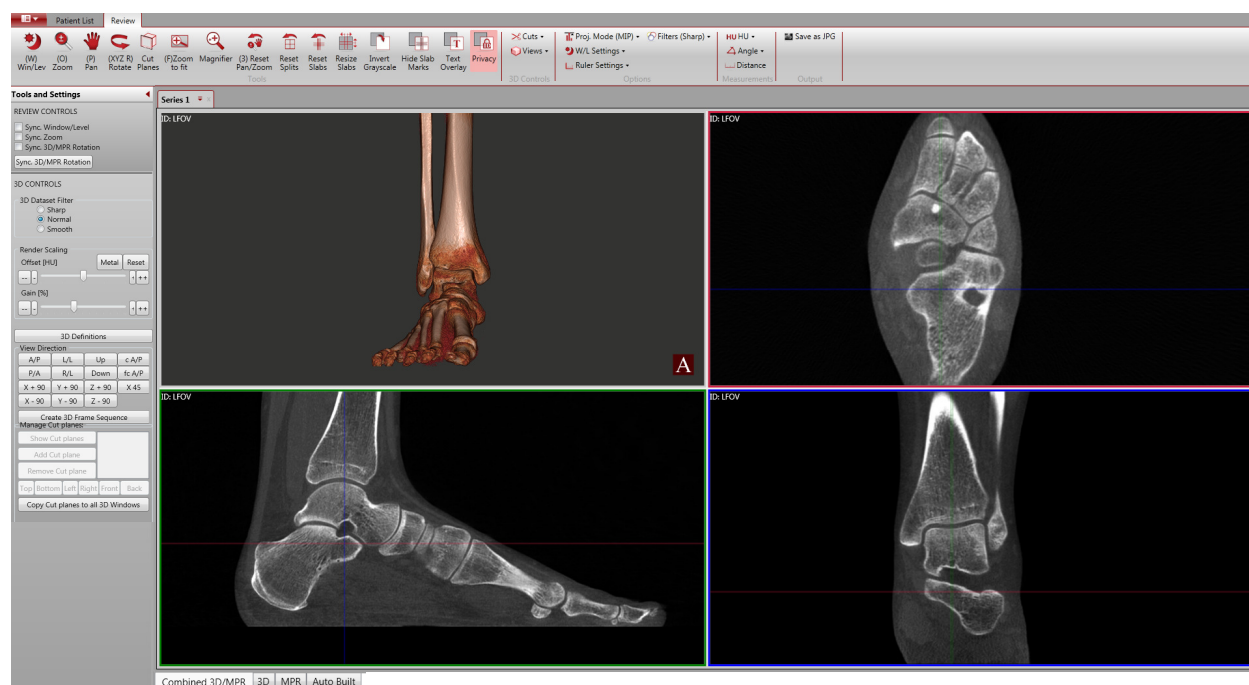 Patient List Review
(W) Win/Lev
(O) Zoom
(P) Pan
(XYZ R) Rotate
Cut Planes
(F)Zoom to fit
Magnifier
(3) Reset Pan/Zoom
Reset Splits
Reset Slabs
Resize Slabs
Invert Grayscale
Hide Slab Marks
Text Overlay
Privacy
Tools
Cuts
Views
3D Controls
Proj. Mode (MIP) Filters (Sharp)
W/L Settings
Ruler Settings
Options
HU HU
Angle
Distance
Measurements
Save as JPG
Output
Tools and Settings
REVIEW CONTROLS
Sync. Window/Level
Sync. Zoom
Sync. 3D/MPR Rotation
Sync. 3D/MPR Rotation
3D CONTROLS
3D Dataset Filter
Sharp
Normal
Smooth
Render Scaling
Offset [HU] Metal Reset
-- - + ++
Gain [%]
-- - + ++
3D Definitions
View Direction
A/P L/L Up c A/P
P/A R/L Down fc A/P
X + 90 Y + 90 Z + 90 X 45
X - 90 Y - 90 Z - 90
Create 3D Frame Sequence
Manage Cut planes:
Show Cut planes
Add Cut plane
Remove Cut plane
Top Bottom Left Right Front Back
Copy Cut planes to all 3D Windows
Series 1
ID: LFOV
A
ID: LFOV
ID: LFOV
ID: LFOV
Combined 3D/MPR 3D MPR Auto Built